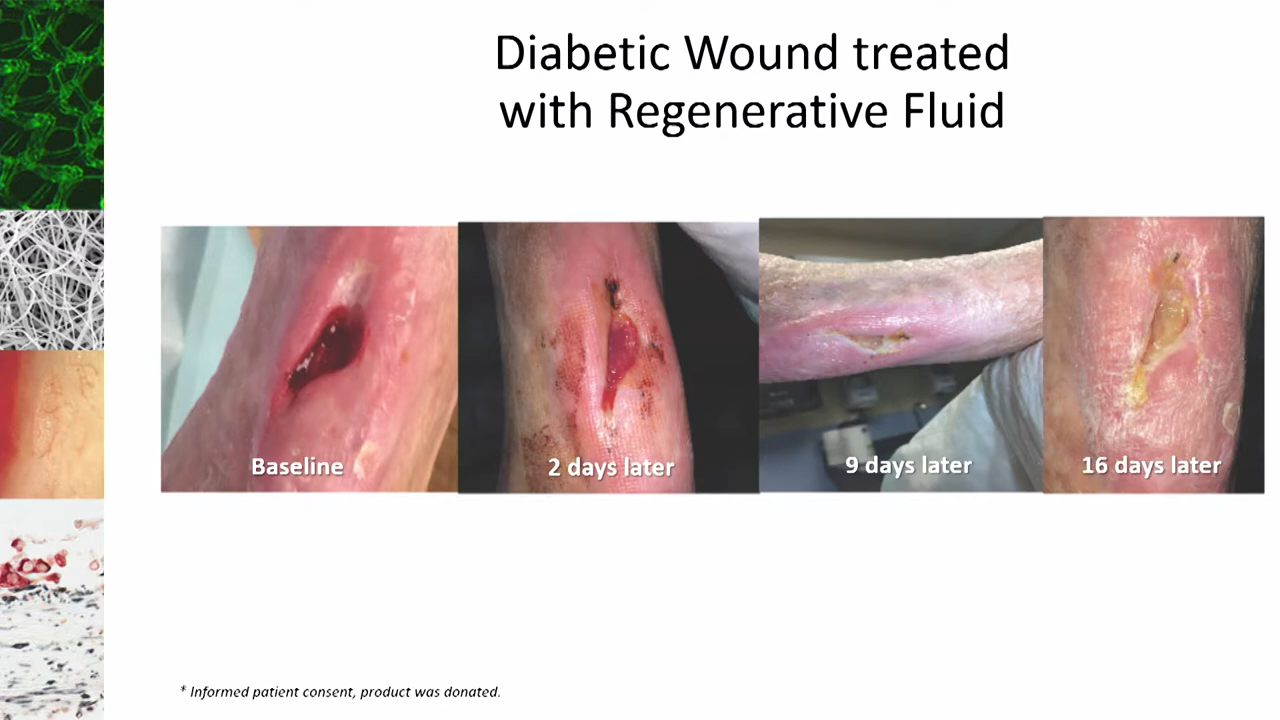 Diabetic Wound treated
with Regenerative Fluid
Baseline
2 days later
9 days later
16 days later
* Informed patient consent, product was donated.